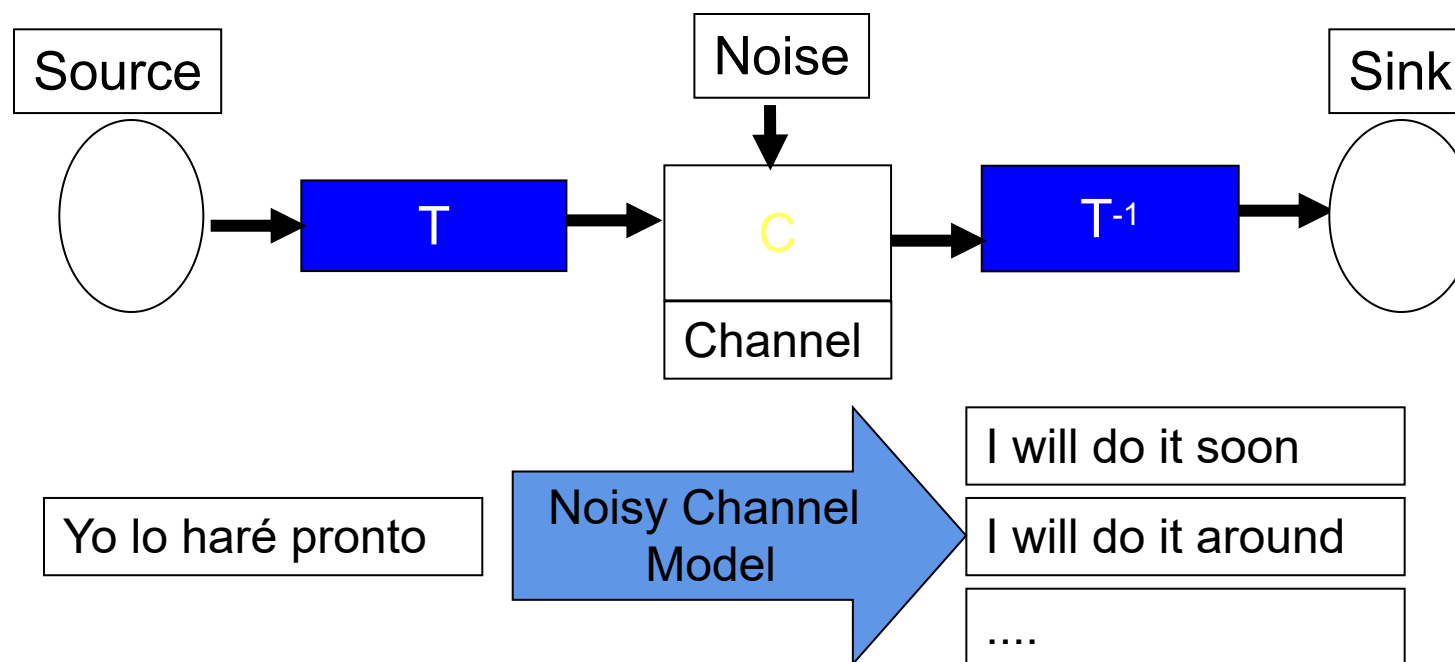 Source
Noise
Sink
T
C
T-1
Channel
I will do it soon
Yo lo haré pronto
Noisy Channel
Model
I will do it around
....